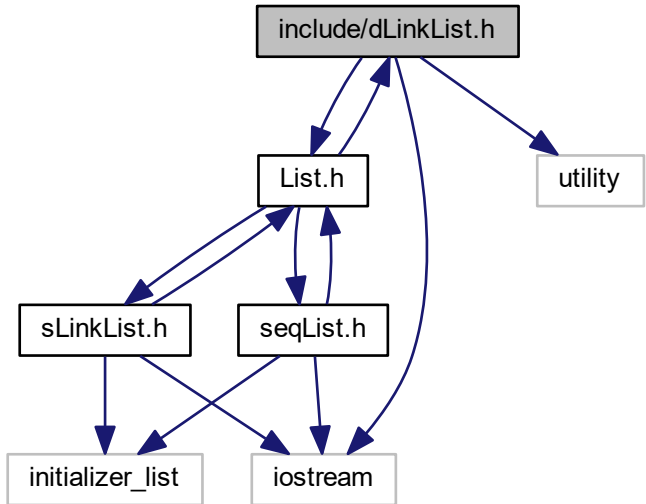 include/dLinkList.h
List.h
utility
sLinkList.h
seqList.h
initializer_list
iostream